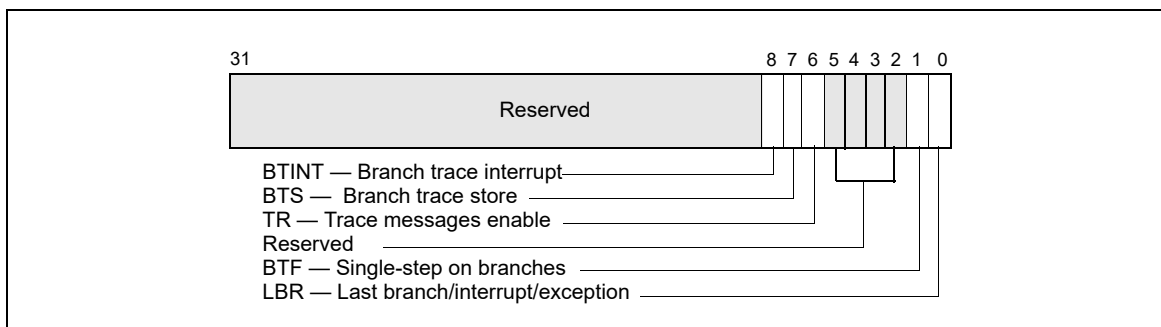 31 8 7 6 5 4 3 2 1 0
Reserved
BTINT — Branch trace interrupt
BTS — Branch trace store
TR — Trace messages enable
Reserved
BTF — Single-step on branches
LBR — Last branch/interrupt/exception